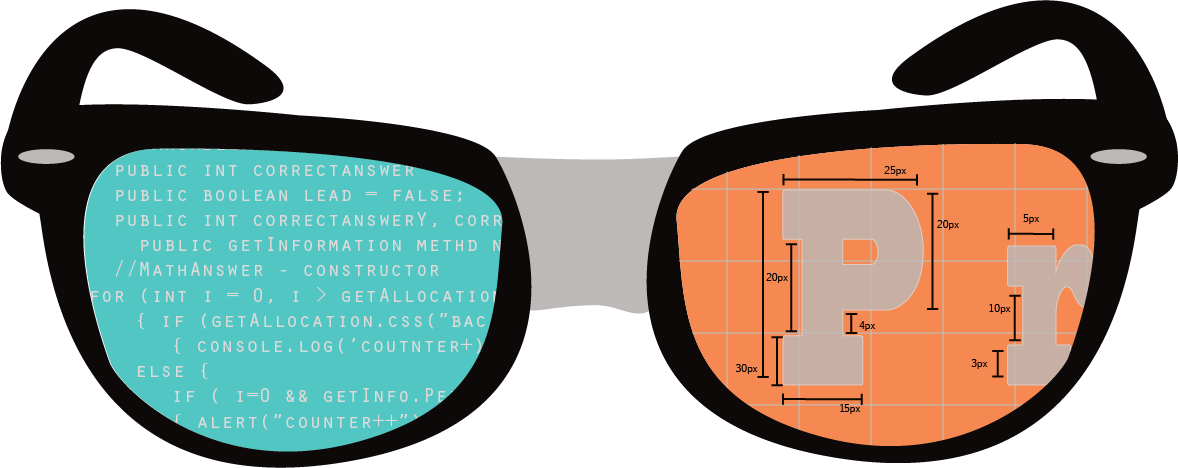 PUBLIC INT CORRECTANSWER
PUBLIC BOOLEAN LEAD = FALSE;
PUBLIC INT CORRECTANSWERY, CORR
PUBLIC GETINFORMATION METHD N
//MATHANSWER - CONSTRUCTOR
FOR (INT I = 0, I > GETALLOCATION
{ IF (GETALLOCATION.CSS("BAC
{ CONSOLE.LOG('COUTNTER+)
ELSE {
IF ( I=0 && GETINFO.PE
{ ALERT("COUNTER++")
25px
20px
5px
20px
10px
4px
3px
30px
15px
P r